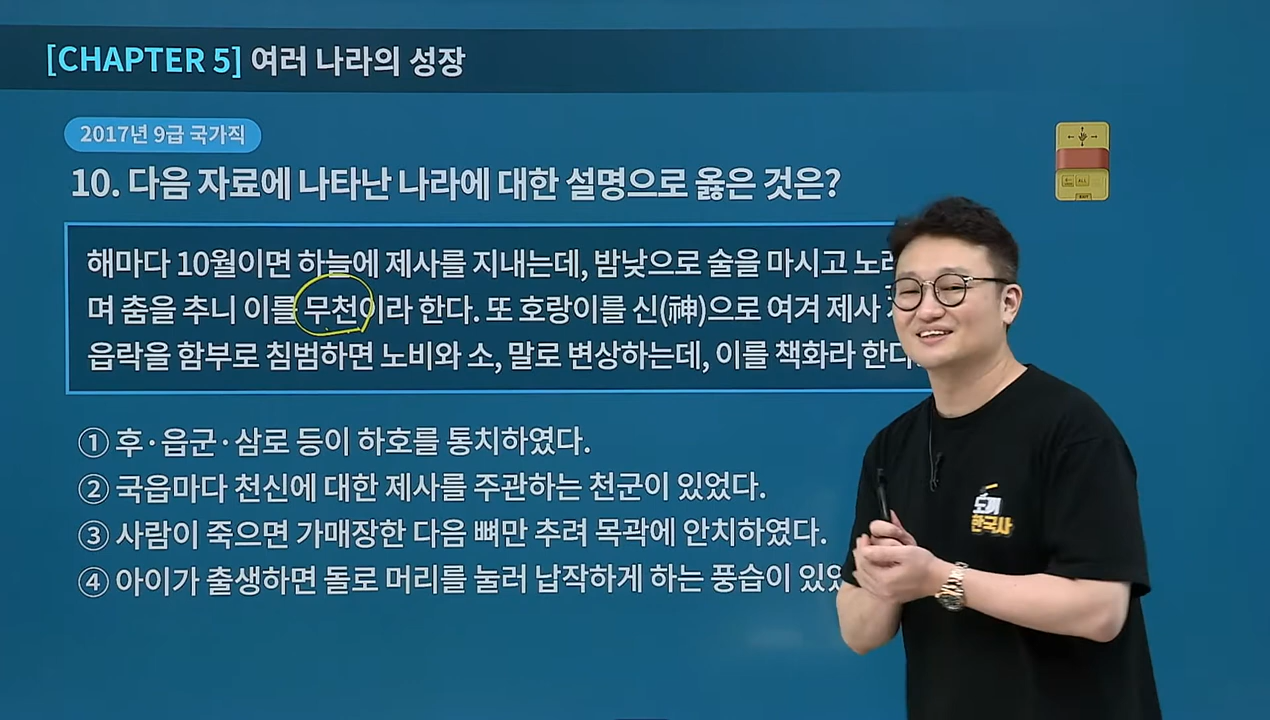 [CHAPTER 5] 여러 나라의 성장
2017년 9급 국가직
10. 다음 자료에 나타난 나라에 대한 설명으로 옳은 것은?
해마다 10월이면 하늘에 제사를 지내는데, 밤낮으로 술을 마시고
며 춤을 추니 이를 무천이라 한다. 또 호랑이를 신(神)으로 여겨 제사
읍락을 함부로 침범하면 노비와 소, 말로 변상하는데, 이를 책화라 한다.
① 후·읍군·삼로 등이 하호를 통치하였다.
② 국읍마다 천신에 대한 제사를 주관하는 천군이 있었다.
③ 사람이 죽으면 가매장한 다음 뼈만 추려 목곽에 안치하였다.
④ 아이가 출생하면 돌로 머리를 눌러 납작하게 하는 풍습이
ALL
한국사